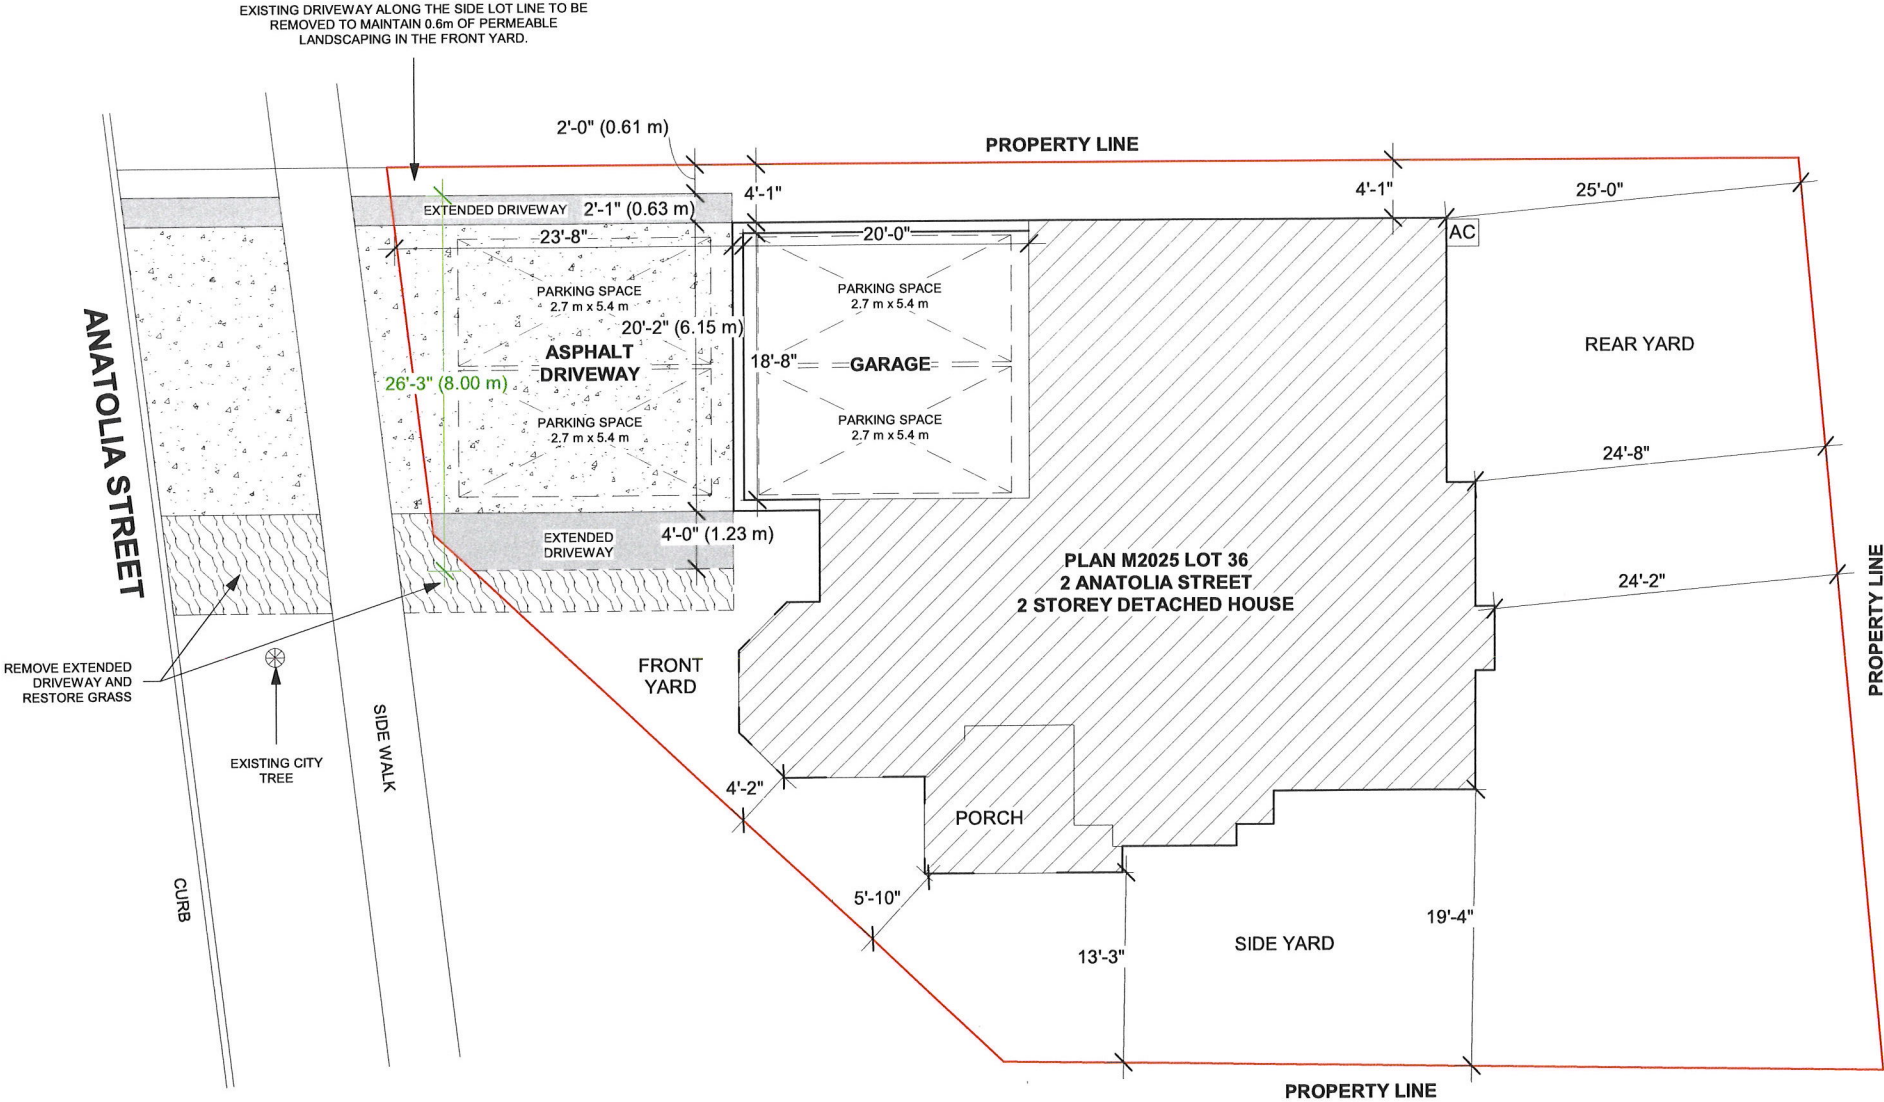 EXISTING DRIVEWAY ALONG THE SIDE LOT LINE TO BE
REMOVED TO MAINTAIN 0.6m OF PERMEABLE
LANDSCAPING IN THE FRONT YARD.
2'-0" (0.61 m)
PROPERTY LINE
4'-1"
4'-1"
25'-0"
EXTENDED DRIVEWAY
2'-1" (0.63 m)
23'-8"
20'-0"
AC
PARKING SPACE
2.7 m x 5.4 m
PARKING SPACE
2.7 m x 5.4 m
20'-2" (6.15 m)
ASPHALT
DRIVEWAY
18'-8"
GARAGE
REAR YARD
26'-3" (8.00 m)
ANATOLIA STREET
PARKING SPACE
2.7 m x 5.4 m
PARKING SPACE
2.7 m x 5.4 m
24'-8"
EXTENDED
DRIVEWAY
4'-0" (1.23 m)
PLAN M2025 LOT 36
2 ANATOLIA STREET
2 STOREY DETACHED HOUSE
24'-2"
PROPERTY LINE
REMOVE EXTENDED
DRIVEWAY AND
RESTORE GRASS
FRONT
YARD
SIDE WALK
EXISTING CITY
TREE
4'-2"
PORCH
CURB
5'-10"
19'-4"
SIDE YARD
13'-3"
PROPERTY LINE